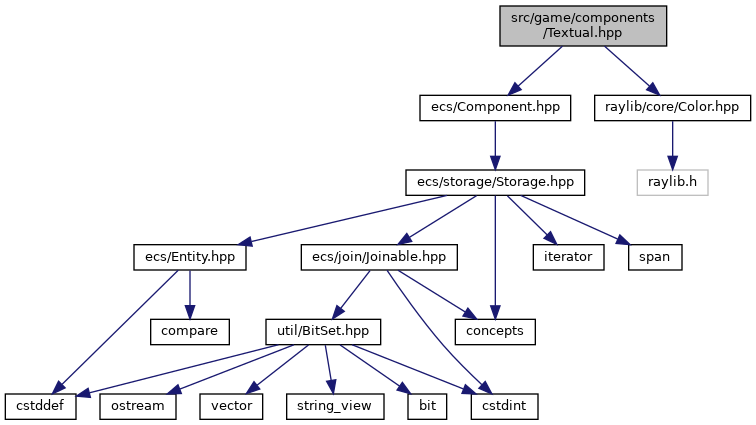 src/game/components
/Textual.hpp
ecs/Component.hpp
raylib/core/Color.hpp
ecs/storage/Storage.hpp
raylib.h
ecs/Entity.hpp
ecs/join/Joinable.hpp
iterator
span
compare
util/BitSet.hpp
concepts
cstddef
ostream
vector
string_view
bit
cstdint